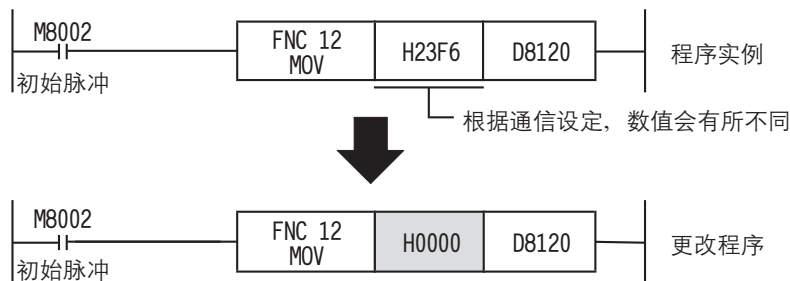 M8002
FNC 12
MOV
H23F6
D8120
程序实例
初始脉冲
根据通信设定，数值会有所不同
M8002
FNC 12
MOV
H0000
D8120
更改程序
初始脉冲